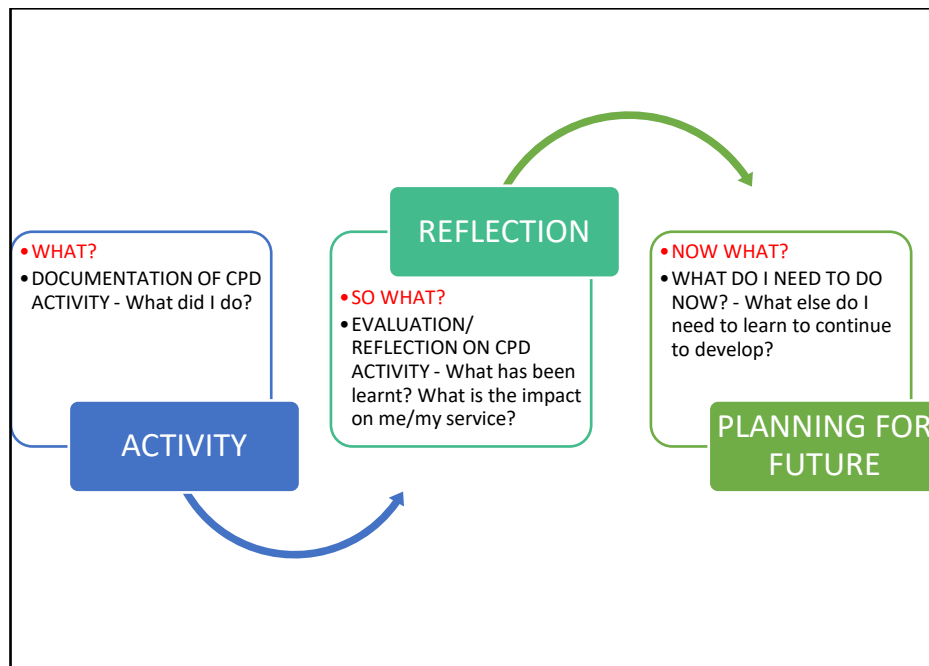 • WHAT?
• DOCUMENTATION OF CPD
ACTIVITY - What did I do?
ACTIVITY
REFLECTION
• SO WHAT?
• EVALUATION/
REFLECTION ON CPD
ACTIVITY - What has been
learnt? What is the impact
on me/my service?
• NOW WHAT?
• WHAT DO I NEED TO DO
NOW? - What else do I
need to learn to continue
to develop?
PLANNING FOR
FUTURE